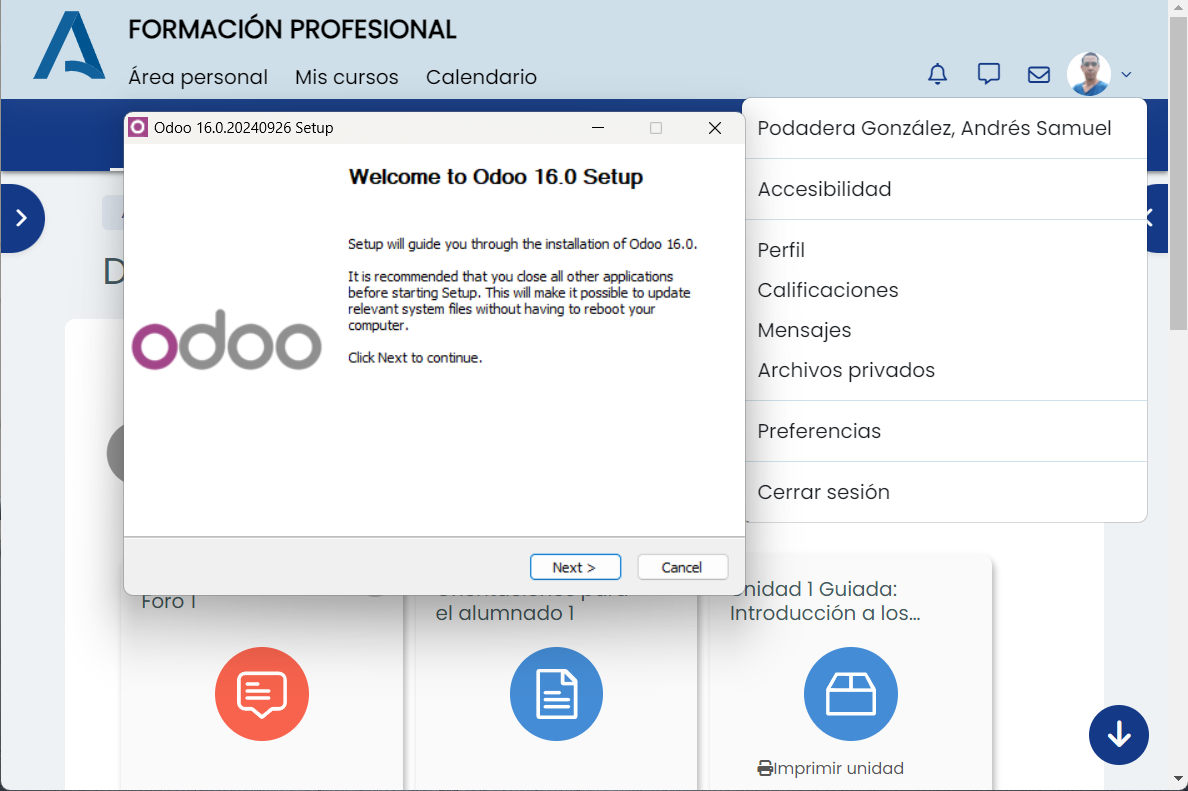 FORMACIÓN PROFESIONAL
Área personal Mis cursos Calendario
Odoo 16.0.20240926 Setup
Welcome to Odoo 16.0 Setup
Setup will guide you through the installation of Odoo 16.0.
It is recommended that you close all other applications
before starting Setup. This will make it possible to update
relevant system files without having to reboot your
computer.
Click Next to continue.
odoo
Next >
Cancel
Podadera González, Andrés Samuel
Accesibilidad
Perfil
Calificaciones
Mensajes
Archivos privados
Preferencias
Cerrar sesión
D
Foro 1
Orientaciones para
el alumnado 1
Unidad 1 Guiada:
Introducción a los...
Imprimir unidad